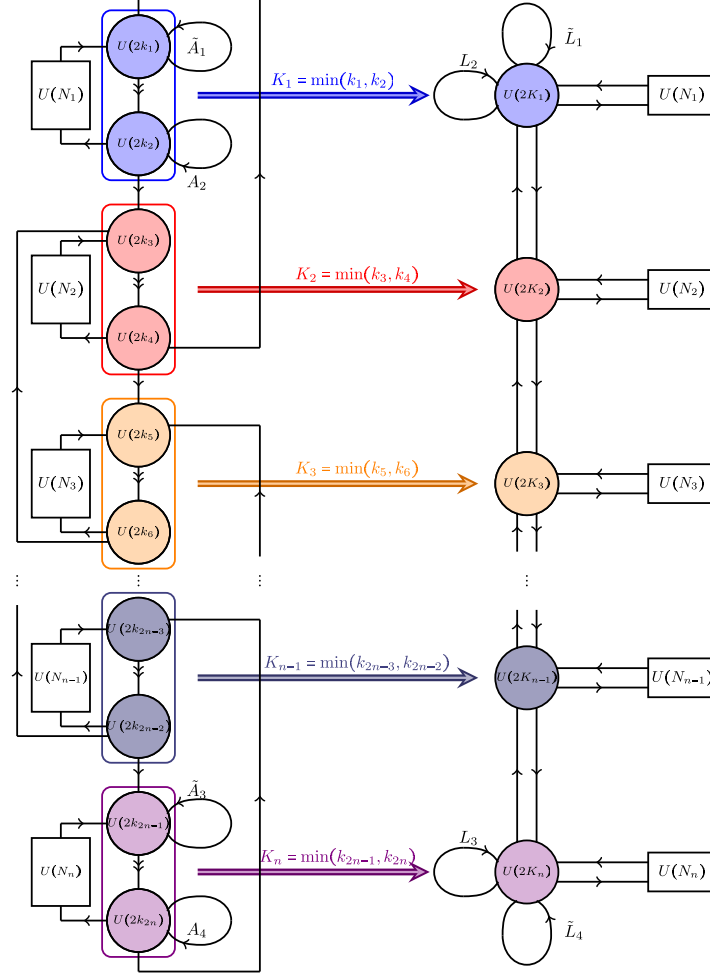 U(2k₁)
Ã₁
U(N₁)
U(2k₂)
A₂
K₁ = min(k₁, k₂)
L̃₁
L₂
U(2K₁)
U(N₁)
U(2k₃)
U(N₂)
U(2k₄)
K₂ = min(k₃, k₄)
U(2K₂)
U(N₂)
U(2k₅)
U(N₃)
U(2k₆)
K₃ = min(k₅, k₆)
U(2K₃)
U(N₃)
⋮ ⋮ ⋮ ⋮
U(2k₂ₙ₋₃)
U(Nₙ₋₁)
U(2k₂ₙ₋₂)
Kₙ₋₁ = min(k₂ₙ₋₃, k₂ₙ₋₂)
U(2Kₙ₋₁)
U(Nₙ₋₁)
Ã₃
U(2k₂ₙ₋₁)
U(Nₙ)
U(2k₂ₙ)
A₄
Kₙ = min(k₂ₙ₋₁, k₂ₙ)
L₃
U(2Kₙ)
U(Nₙ)
L̃₄